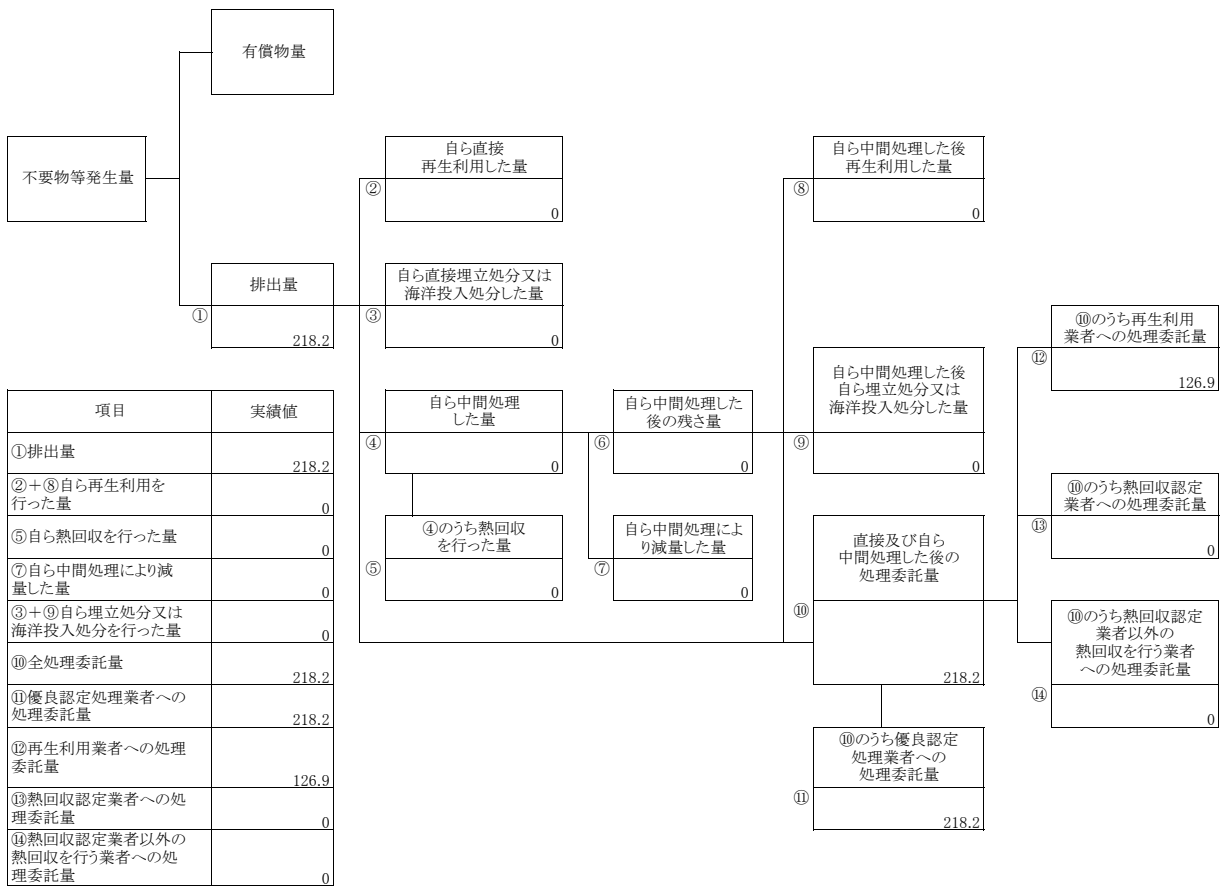 有償物量
不要物等発生量
自ら直接
再生利用した量
②
0
自ら中間処理した後
再生利用した量
⑧
0
排出量
①
218.2
自ら直接埋立処分又は
海洋投入処分した量
③
0
⑩のうち再生利用
業者への処理委託量
⑫
126.9
自ら中間処理
した量
④
0
自ら中間処理した
後の残さ量
⑥
0
自ら中間処理した後
自ら埋立処分又は
海洋投入処分した量
⑨
0
⑩のうち熱回収認定
業者への処理委託量
⑬
0
④のうち熱回収
を行った量
⑤
0
自ら中間処理によ
り減量した量
⑦
0
直接及び自ら
中間処理した後の
処理委託量
⑩
218.2
⑩のうち熱回収認定
業者以外の
熱回収を行う業者
への処理委託量
⑭
0
⑩のうち優良認定
処理業者への
処理委託量
⑪
218.2
項目
実績値
①排出量
218.2
②+⑧自ら再生利用を
行った量
0
⑤自ら熱回収を行った量
0
⑦自ら中間処理により減
量した量
0
③+⑨自ら埋立処分又は
海洋投入処分を行った量
0
⑩全処理委託量
218.2
⑪優良認定処理業者への
処理委託量
218.2
⑫再生利用業者への処理
委託量
126.9
⑬熱回収認定業者への処
理委託量
0
⑭熱回収認定業者以外の
熱回収を行う業者への処
理委託量
0